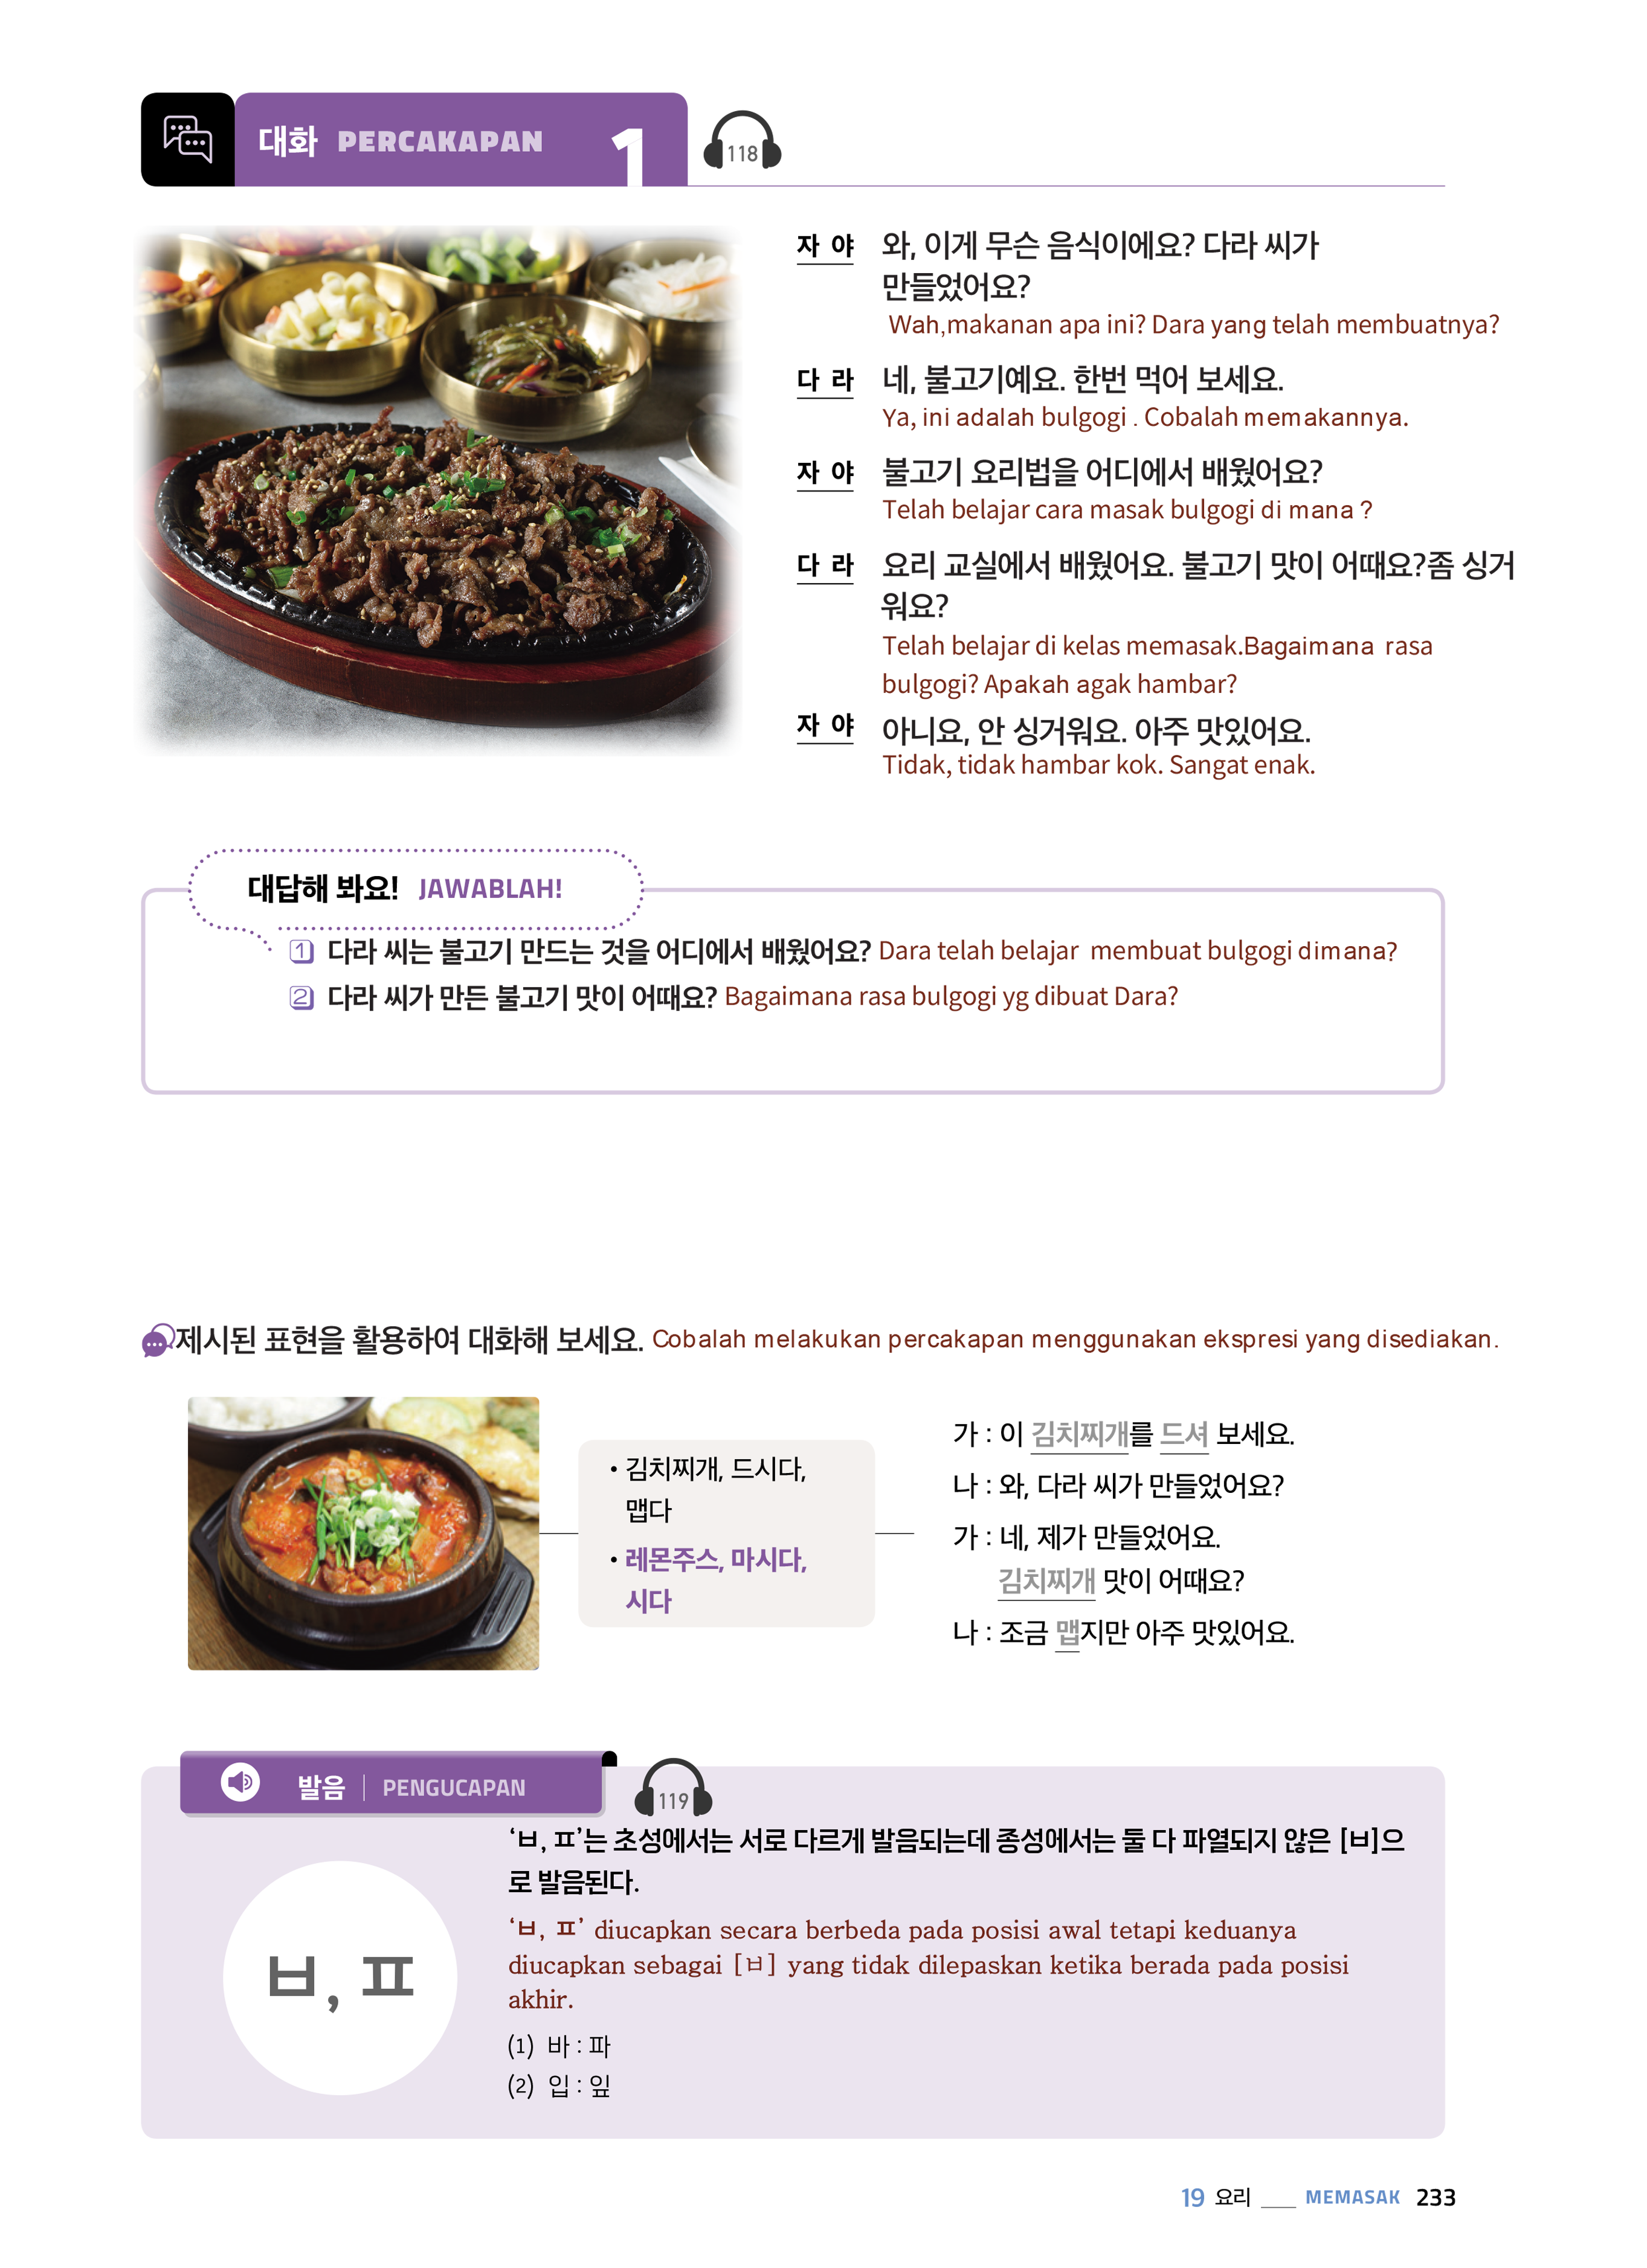 대화 PERCAKAPAN 1
118
자 야 와, 이게 무슨 음식이에요? 다라 씨가
만들었어요?
Wah,makanan apa ini? Dara yang telah membuatnya?
다 라 네, 불고기예요. 한번 먹어 보세요.
Ya, ini adalah bulgogi . Cobalah memakannya.
자 야 불고기 요리법을 어디에서 배웠어요?
Telah belajar cara masak bulgogi di mana ?
다 라 요리 교실에서 배웠어요. 불고기 맛이 어때요?좀 싱거
워요?
Telah belajar di kelas memasak.Bagaimana rasa
bulgogi? Apakah agak hambar?
자 야 아니요, 안 싱거워요. 아주 맛있어요.
Tidak, tidak hambar kok. Sangat enak.
대답해 봐요! JAWABLAH!
1 다라 씨는 불고기 만드는 것을 어디에서 배웠어요? Dara telah belajar membuat bulgogi dimana?
2 다라 씨가 만든 불고기 맛이 어때요? Bagaimana rasa bulgogi yg dibuat Dara?
제시된 표현을 활용하여 대화해 보세요. Cobalah melakukan percakapan menggunakan ekspresi yang disediakan.
• 김치찌개, 드시다,
맵다
• 레몬주스, 마시다,
시다
가 : 이 김치찌개를 드셔 보세요.
나 : 와, 다라 씨가 만들었어요?
가 : 네, 제가 만들었어요.
김치찌개 맛이 어때요?
나 : 조금 맵지만 아주 맛있어요.
발음 | PENGUCAPAN
119
‘ㅂ, ㅍ’는 초성에서는 서로 다르게 발음되는데 종성에서는 둘 다 파열되지 않은 [ㅂ]으
로 발음된다.
‘ㅂ, ㅍ’ diucapkan secara berbeda pada posisi awal tetapi keduanya
diucapkan sebagai [ㅂ] yang tidak dilepaskan ketika berada pada posisi
akhir.
ㅂ, ㅍ
(1) 바 : 파
(2) 입 : 잎
19 요리 ___ MEMASAK 233